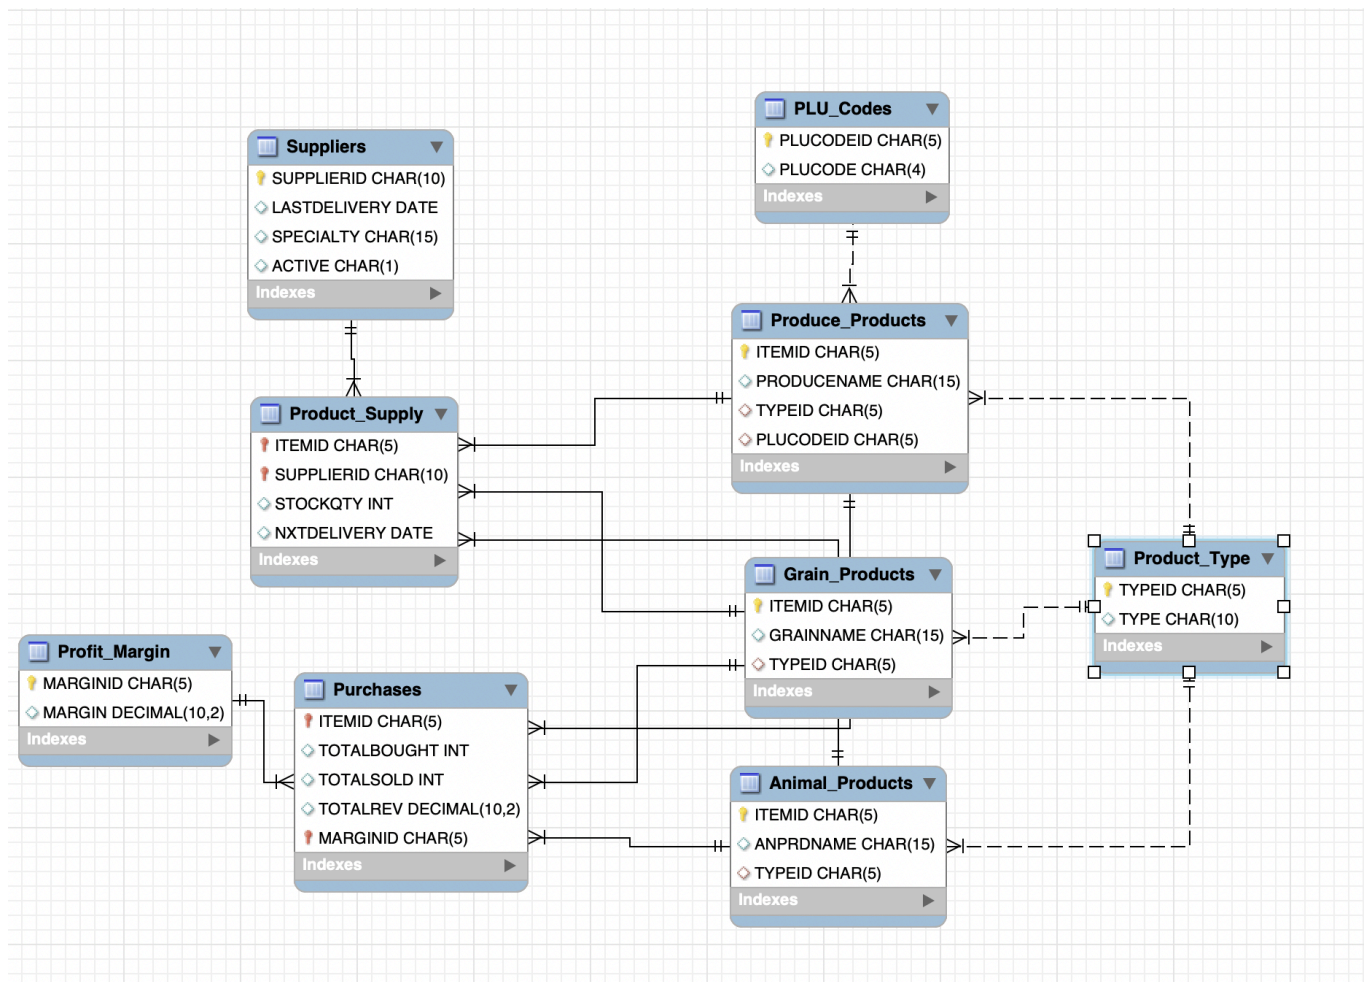 PLU_Codes
PLUCODEID CHAR(5)
PLUCODE CHAR(4)
Indexes
Suppliers
SUPPLIERID CHAR(10)
LASTDELIVERY DATE
SPECIALTY CHAR(15)
ACTIVE CHAR(1)
Indexes
Produce_Products
ITEMID CHAR(5)
PRODUCENAME CHAR(15)
TYPEID CHAR(5)
PLUCODEID CHAR(5)
Indexes
Product_Supply
ITEMID CHAR(5)
SUPPLIERID CHAR(10)
STOCKQTY INT
NXTDELIVERY DATE
Indexes
Product_Type
TYPEID CHAR(5)
TYPE CHAR(10)
Indexes
Grain_Products
ITEMID CHAR(5)
GRAINNAME CHAR(15)
TYPEID CHAR(5)
Indexes
Profit_Margin
MARGINID CHAR(5)
MARGIN DECIMAL(10,2)
Indexes
Purchases
ITEMID CHAR(5)
TOTALBOUGHT INT
TOTALSOLD INT
TOTALREV DECIMAL(10,2)
MARGINID CHAR(5)
Indexes
Animal_Products
ITEMID CHAR(5)
ANPRDNAME CHAR(15)
TYPEID CHAR(5)
Indexes